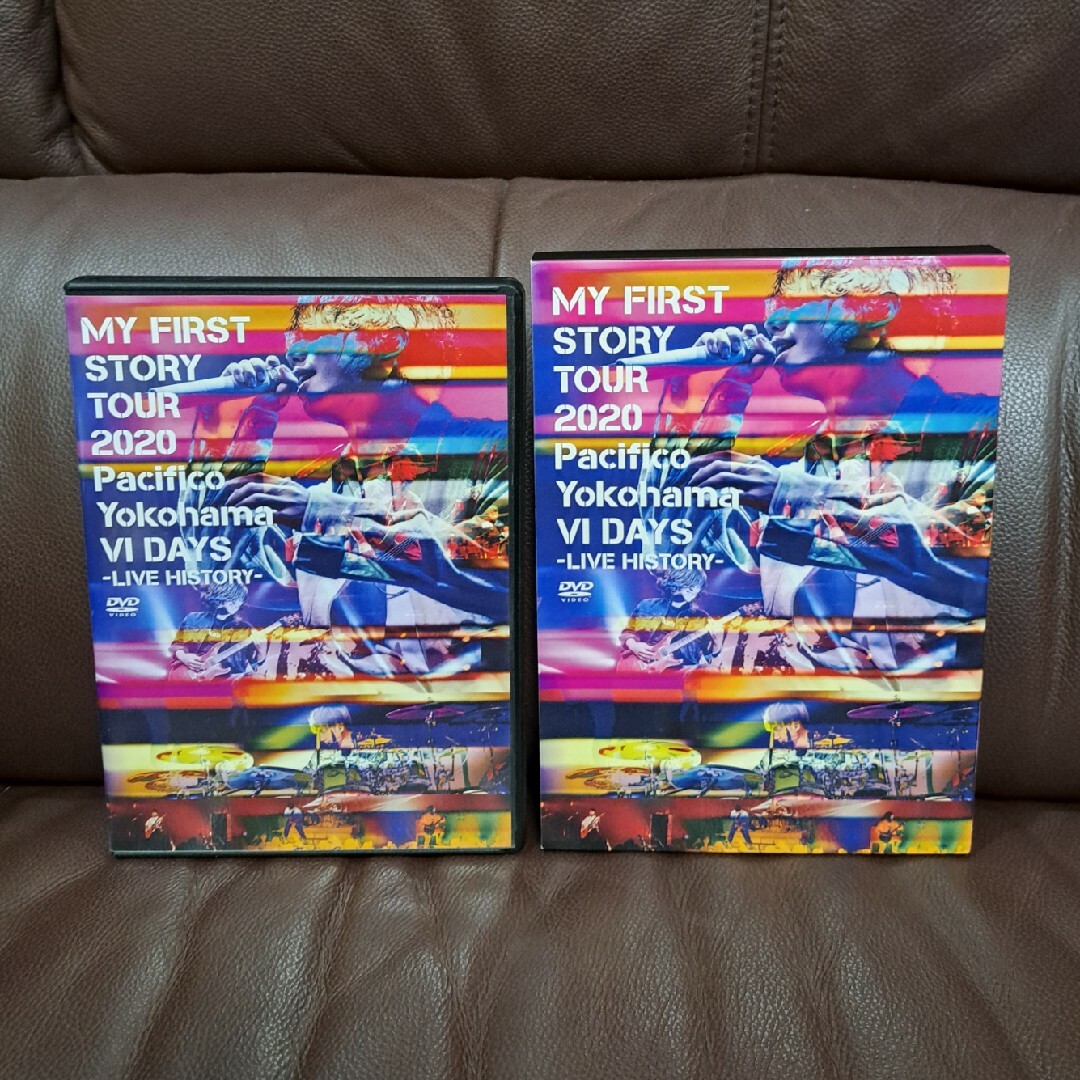 MY FIRST
STORY
TOUR
2020
Pacifico
Yokohama
VI DAYS
-LIVE HISTORY-
DVD
VIDEO
MY FIRST
STORY
TOUR
2020
Pacifico
Yokohama
VI DAYS
-LIVE HISTORY-
DVD
VIDEO